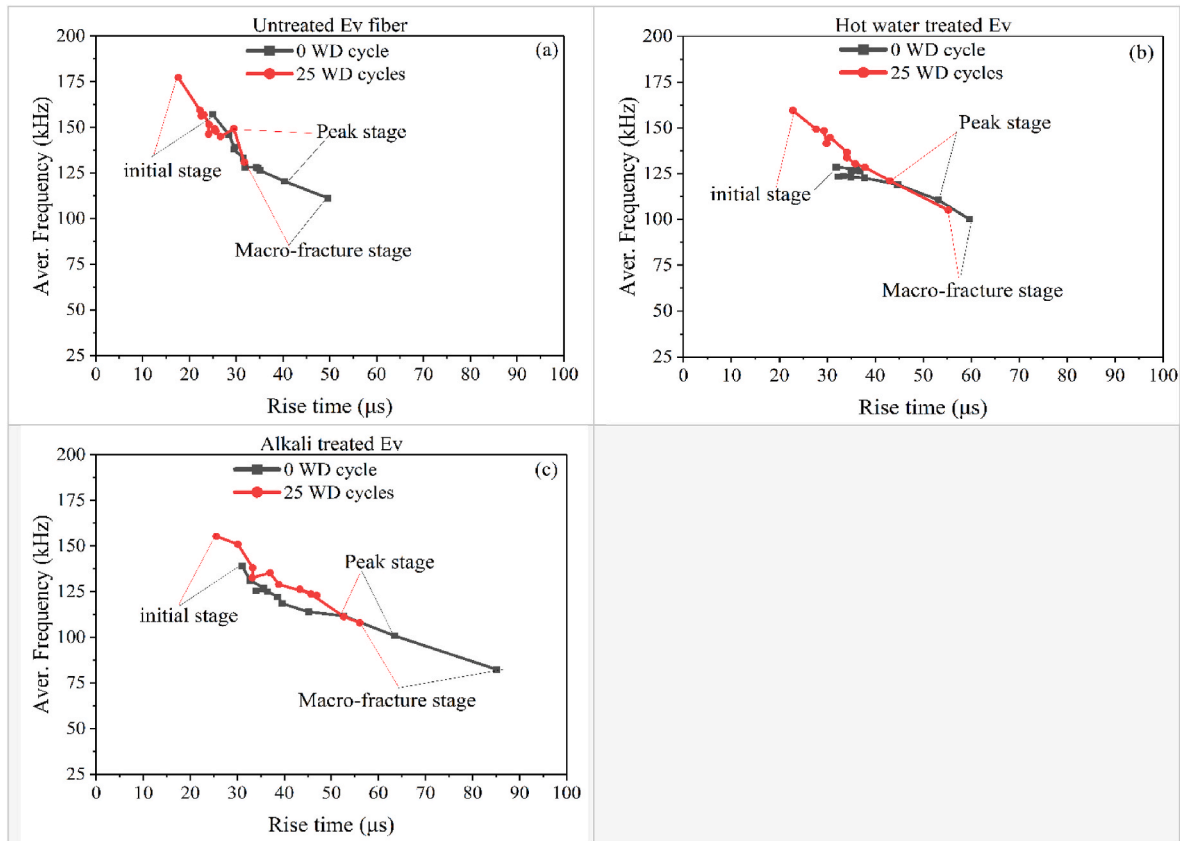 Untreated Ev fiber
(a)
0 WD cycle
25 WD cycles
Peak stage
initial stage
Macro-fracture stage
Aver. Frequency (kHz)
200
175
150
125
100
75
50
25
0 10 20 30 40 50 60 70 80 90 100
Rise time (μs)
Hot water treated Ev
(b)
0 WD cycle
25 WD cycles
Peak stage
initial stage
Macro-fracture stage
Aver. Frequency (kHz)
200
175
150
125
100
75
50
25
0 10 20 30 40 50 60 70 80 90 100
Rise time (μs)
Alkali treated Ev
(c)
0 WD cycle
25 WD cycles
Peak stage
initial stage
Macro-fracture stage
Aver. Frequency (kHz)
200
175
150
125
100
75
50
25
0 10 20 30 40 50 60 70 80 90 100
Rise time (μs)